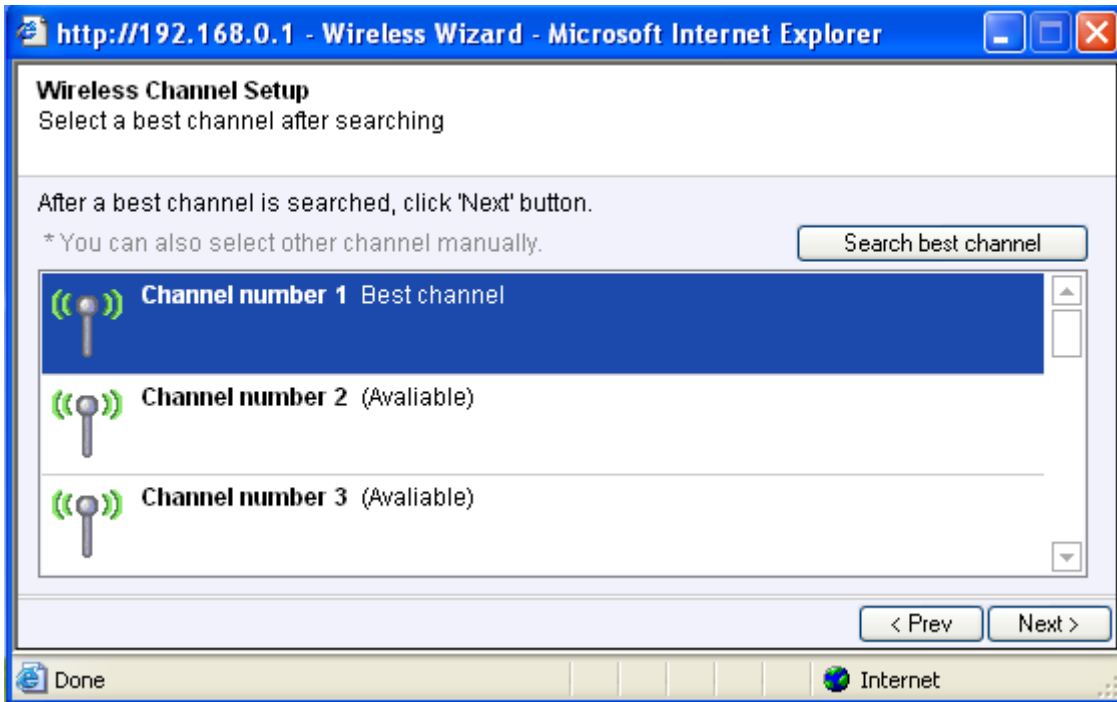 http://192.168.0.1 - Wireless Wizard - Microsoft Internet Explorer
Wireless Channel Setup
Select a best channel after searching
After a best channel is searched, click 'Next' button.
* You can also select other channel manually.
Search best channel
Channel number 1 Best channel
Channel number 2 (Avaliable)
Channel number 3 (Avaliable)
< Prev
Next >
Done
Internet